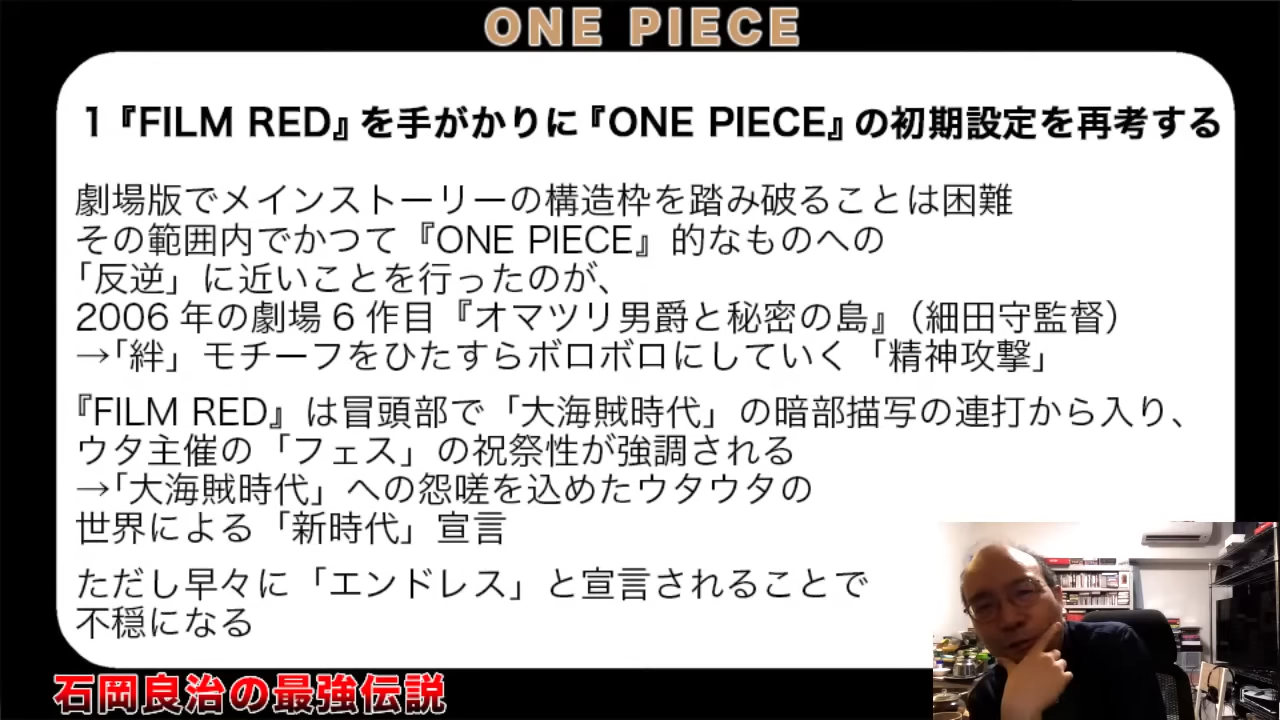 ONE PIECE
1『FILM RED』を手がかりに『ONE PIECE』の初期設定を再考する
劇場版でメインストーリーの構造枠を踏み破ることは困難
その範囲内でかつて『ONE PIECE』的なものへの
「反逆」に近いことを行ったのが、
2006年の劇場6作目『オマツリ男爵と秘密の島』（細田守監督）
→「絆」モチーフをひたすらボロボロにしていく「精神攻撃」
『FILM RED』は冒頭部で「大海賊時代」の暗部描写の連打から入り、
ウタ主催の「フェス」の祝祭性が強調される
→「大海賊時代」への怨嗟を込めたウタウタの
世界による「新時代」宣言
ただし早々に「エンドレス」と宣言されることで
不穏になる
石岡良治の最強伝説